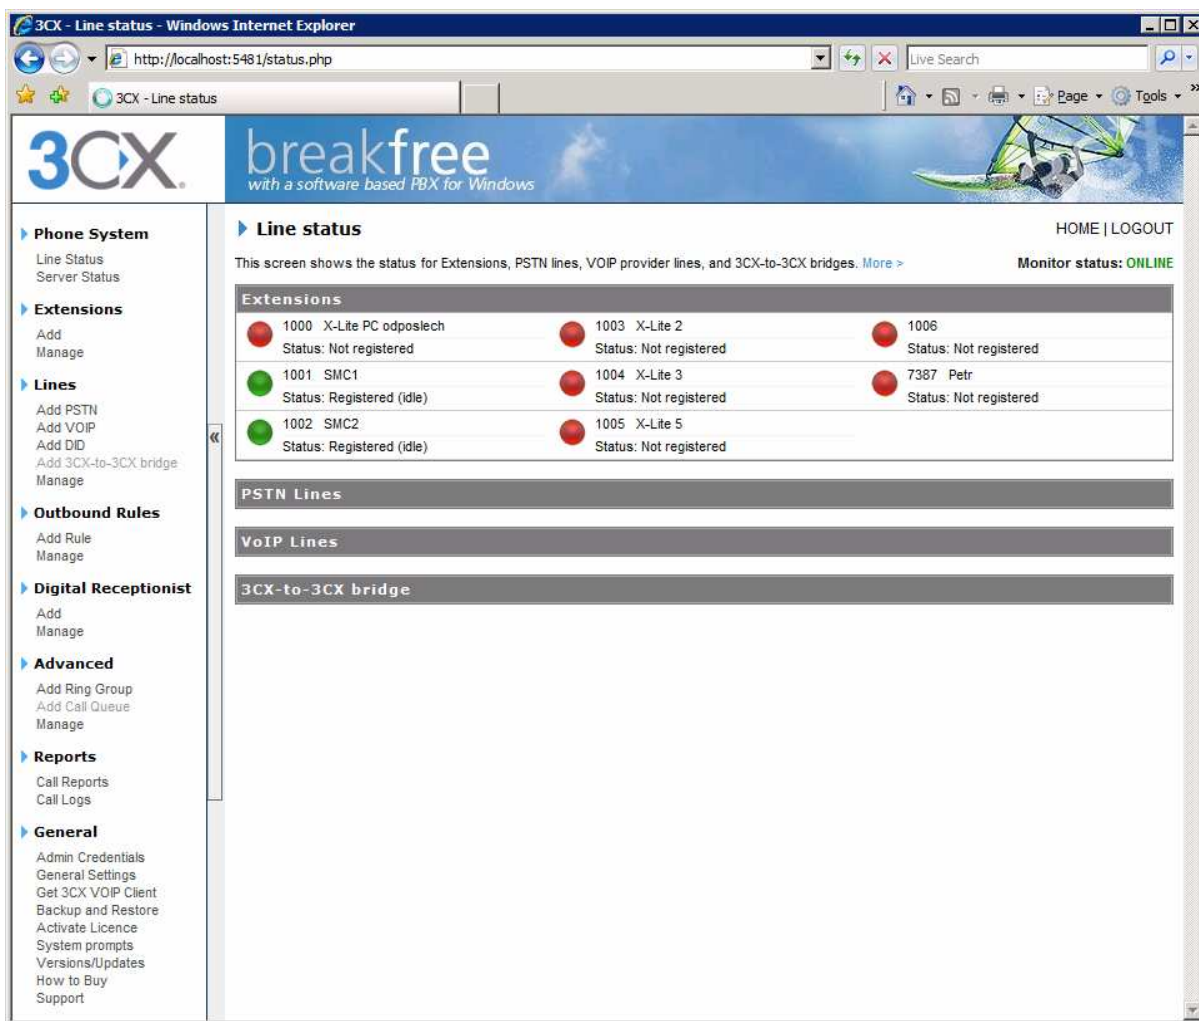 3CX - Line status - Windows Internet Explorer
http://localhost:5481/status.php
Live Search
3CX - Line status
Page
Tools
3CX.
breakfree
with a software based PBX for Windows
Phone System
Line Status
Server Status
Extensions
Add
Manage
Lines
Add PSTN
Add VOIP
Add DID
Add 3CX-to-3CX bridge
Manage
Outbound Rules
Add Rule
Manage
Digital Receptionist
Add
Manage
Advanced
Add Ring Group
Add Call Queue
Manage
Reports
Call Reports
Call Logs
General
Admin Credentials
General Settings
Get 3CX VOIP Client
Backup and Restore
Activate Licence
System prompts
Versions/Updates
How to Buy
Support
Line status
HOME | LOGOUT
This screen shows the status for Extensions, PSTN lines, VOIP provider lines, and 3CX-to-3CX bridges. More >
Monitor status: ONLINE
Extensions
1000 X-Lite PC odposlech
Status: Not registered
1003 X-Lite 2
Status: Not registered
1006
Status: Not registered
1001 SMC1
Status: Registered (idle)
1004 X-Lite 3
Status: Not registered
7387 Petr
Status: Not registered
1002 SMC2
Status: Registered (idle)
1005 X-Lite 5
Status: Not registered
PSTN Lines
VoIP Lines
3CX-to-3CX bridge